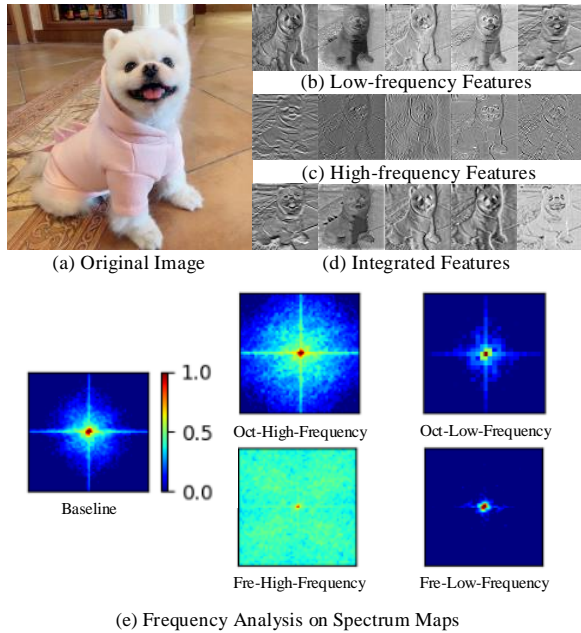 (b) Low-frequency Features
(c) High-frequency Features
(a) Original Image
(d) Integrated Features
1.0
0.5
0.0
Baseline
Oct-High-Frequency
Oct-Low-Frequency
Fre-High-Frequency
Fre-Low-Frequency
(e) Frequency Analysis on Spectrum Maps